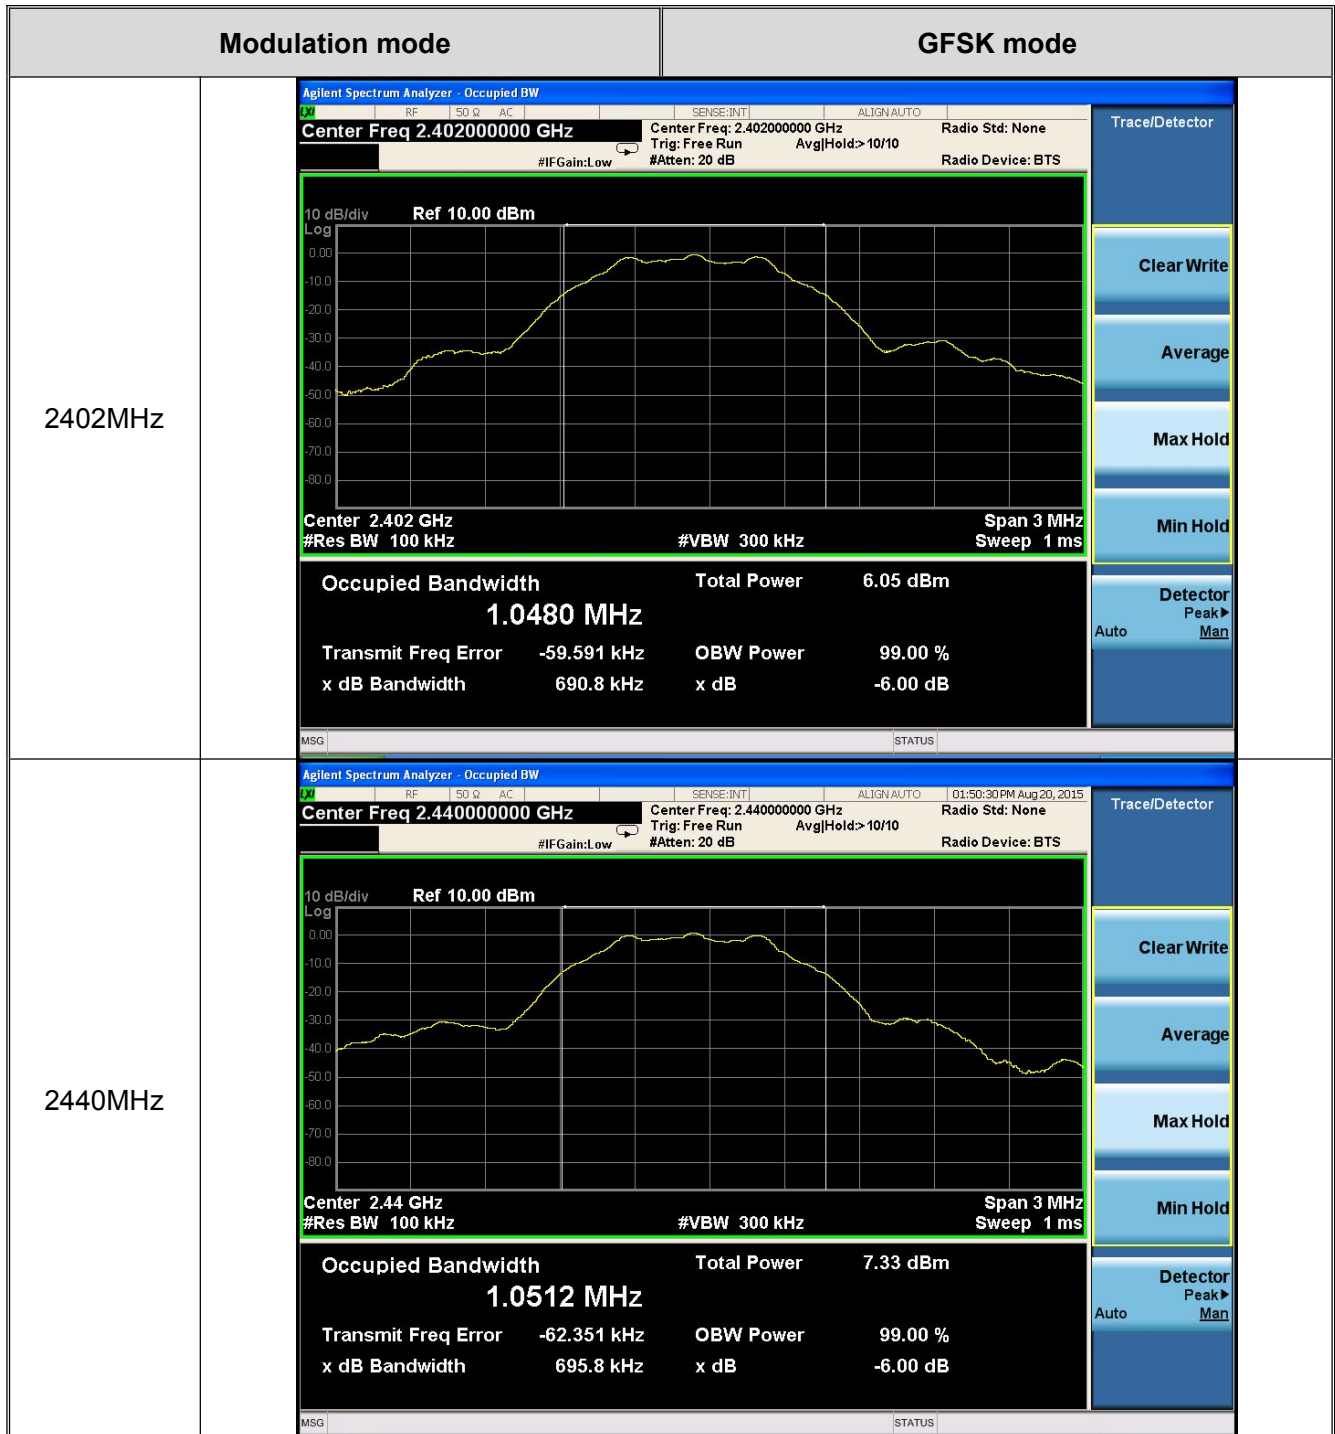 Modulation mode GFSK mode
2402MHz
Agilent Spectrum Analyzer - Occupied BW
LXI RF 50 Ω AC SENSE:INT ALIGN AUTO
Center Freq 2.402000000 GHz
Center Freq: 2.402000000 GHz Radio Std: None
Trig: Free Run Avg|Hold:>10/10
#IFGain:Low #Atten: 20 dB Radio Device: BTS
10 dB/div Ref 10.00 dBm
Log
0.00
-10.0
-20.0
-30.0
-40.0
-50.0
-60.0
-70.0
-80.0
Center 2.402 GHz Span 3 MHz
#Res BW 100 kHz #VBW 300 kHz Sweep 1 ms
Occupied Bandwidth Total Power 6.05 dBm
1.0480 MHz
Transmit Freq Error -59.591 kHz OBW Power 99.00 %
x dB Bandwidth 690.8 kHz x dB -6.00 dB
MSG STATUS
Trace/Detector
Clear Write
Average
Max Hold
Min Hold
Detector
Peak▶
Auto Man
2440MHz
Agilent Spectrum Analyzer - Occupied BW
LXI RF 50 Ω AC SENSE:INT ALIGN AUTO 01:50:30 PM Aug 20, 2015
Center Freq 2.440000000 GHz
Center Freq: 2.440000000 GHz Radio Std: None
Trig: Free Run Avg|Hold:>10/10
#IFGain:Low #Atten: 20 dB Radio Device: BTS
10 dB/div Ref 10.00 dBm
Log
0.00
-10.0
-20.0
-30.0
-40.0
-50.0
-60.0
-70.0
-80.0
Center 2.44 GHz Span 3 MHz
#Res BW 100 kHz #VBW 300 kHz Sweep 1 ms
Occupied Bandwidth Total Power 7.33 dBm
1.0512 MHz
Transmit Freq Error -62.351 kHz OBW Power 99.00 %
x dB Bandwidth 695.8 kHz x dB -6.00 dB
MSG STATUS
Trace/Detector
Clear Write
Average
Max Hold
Min Hold
Detector
Peak▶
Auto Man